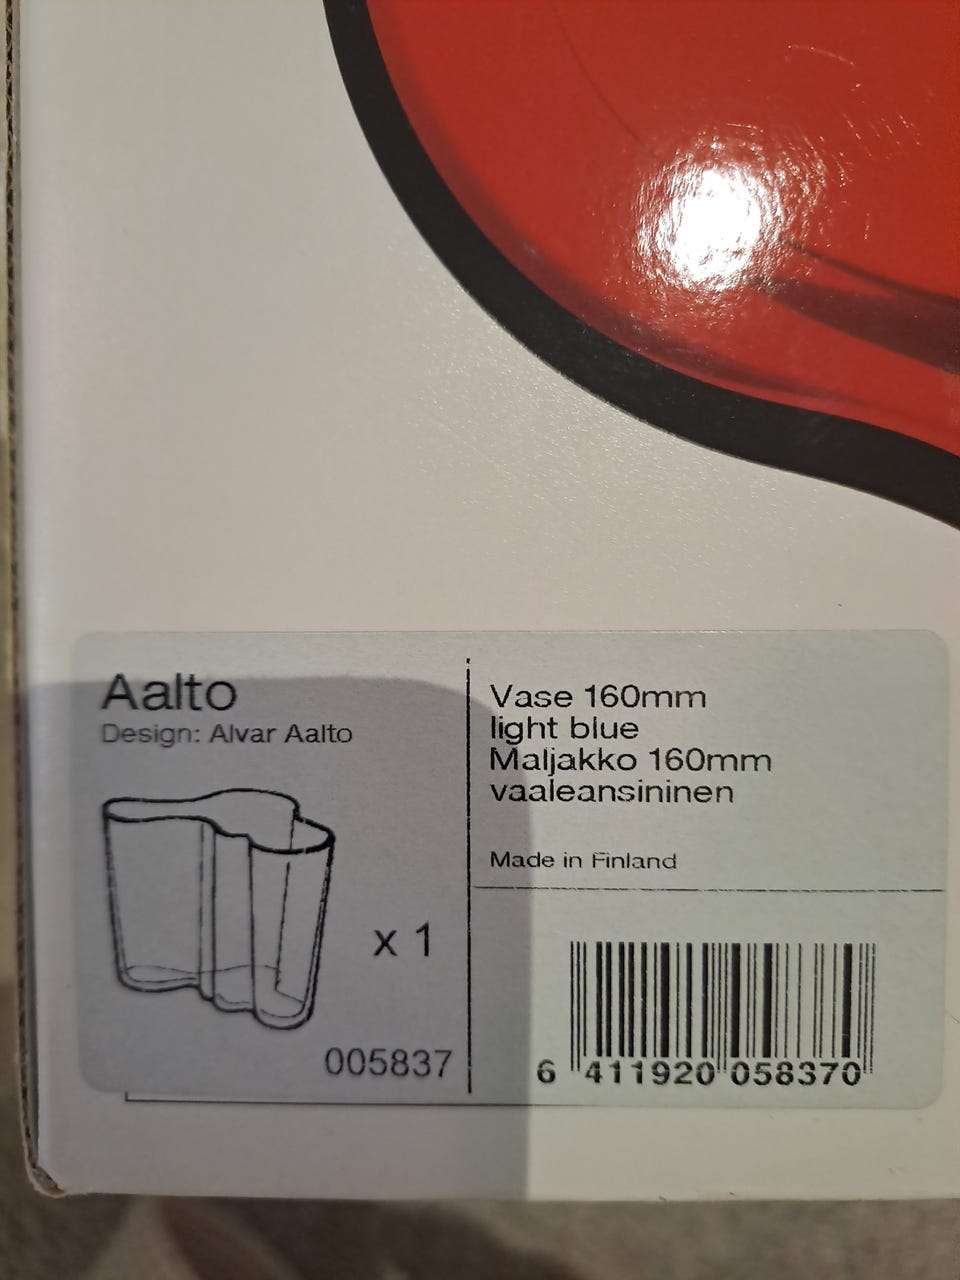 Aalto
Design: Alvar Aalto
x 1
005837
Vase 160mm
light blue
Maljakko 160mm
vaaleansininen
Made in Finland
6 411920 058370